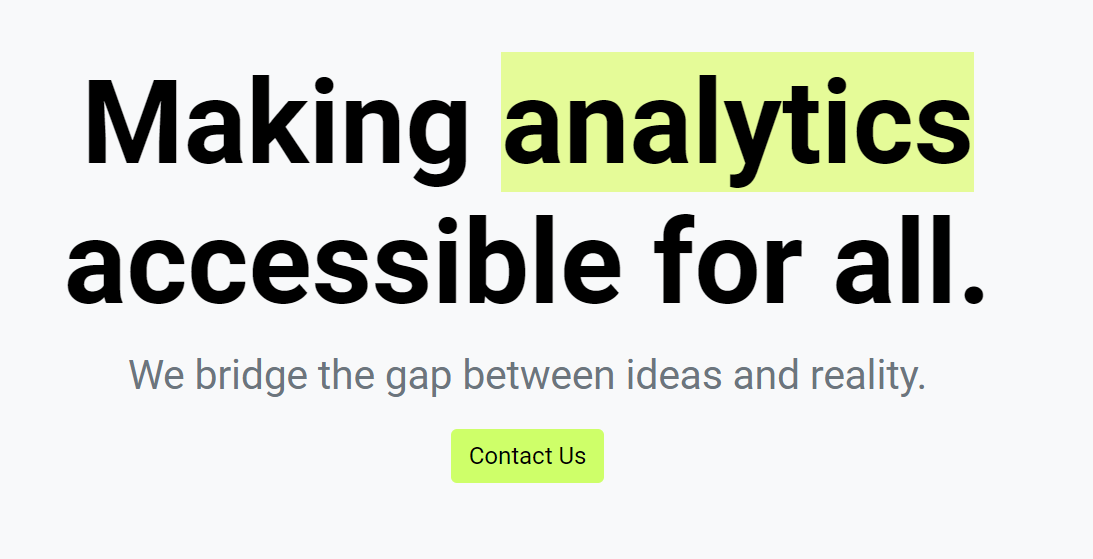 Making analytics
accessible for all.
We bridge the gap between ideas and reality.
Contact Us